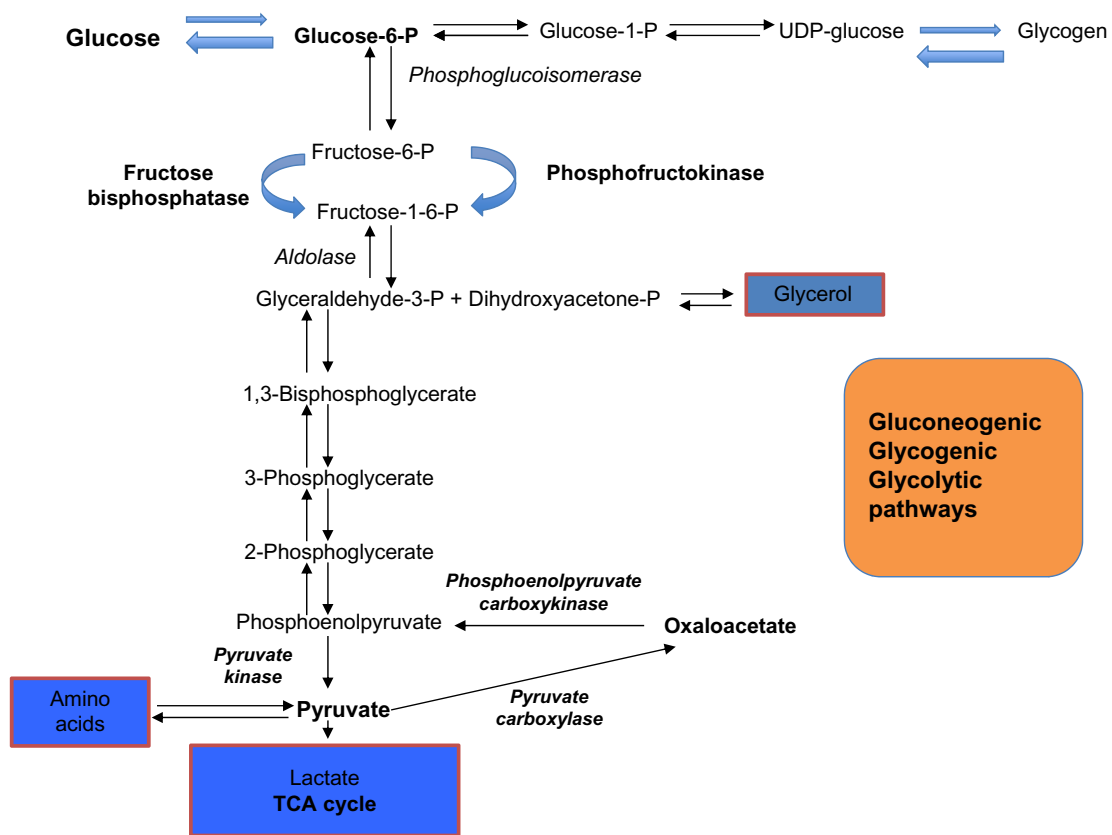 Glucose
Glucose-6-P
Glucose-1-P
UDP-glucose
Glycogen
Phosphoglucoisomerase
Fructose-6-P
Fructose
bisphosphatase
Phosphofructokinase
Fructose-1-6-P
Aldolase
Glyceraldehyde-3-P + Dihydroxyacetone-P
Glycerol
1,3-Bisphosphoglycerate
Gluconeogenic
Glycogenic
Glycolytic
pathways
3-Phosphoglycerate
2-Phosphoglycerate
Phosphoenolpyruvate
carboxykinase
Phosphoenolpyruvate
Oxaloacetate
Pyruvate
kinase
Amino
acids
Pyruvate
Pyruvate
carboxylase
Lactate
TCA cycle